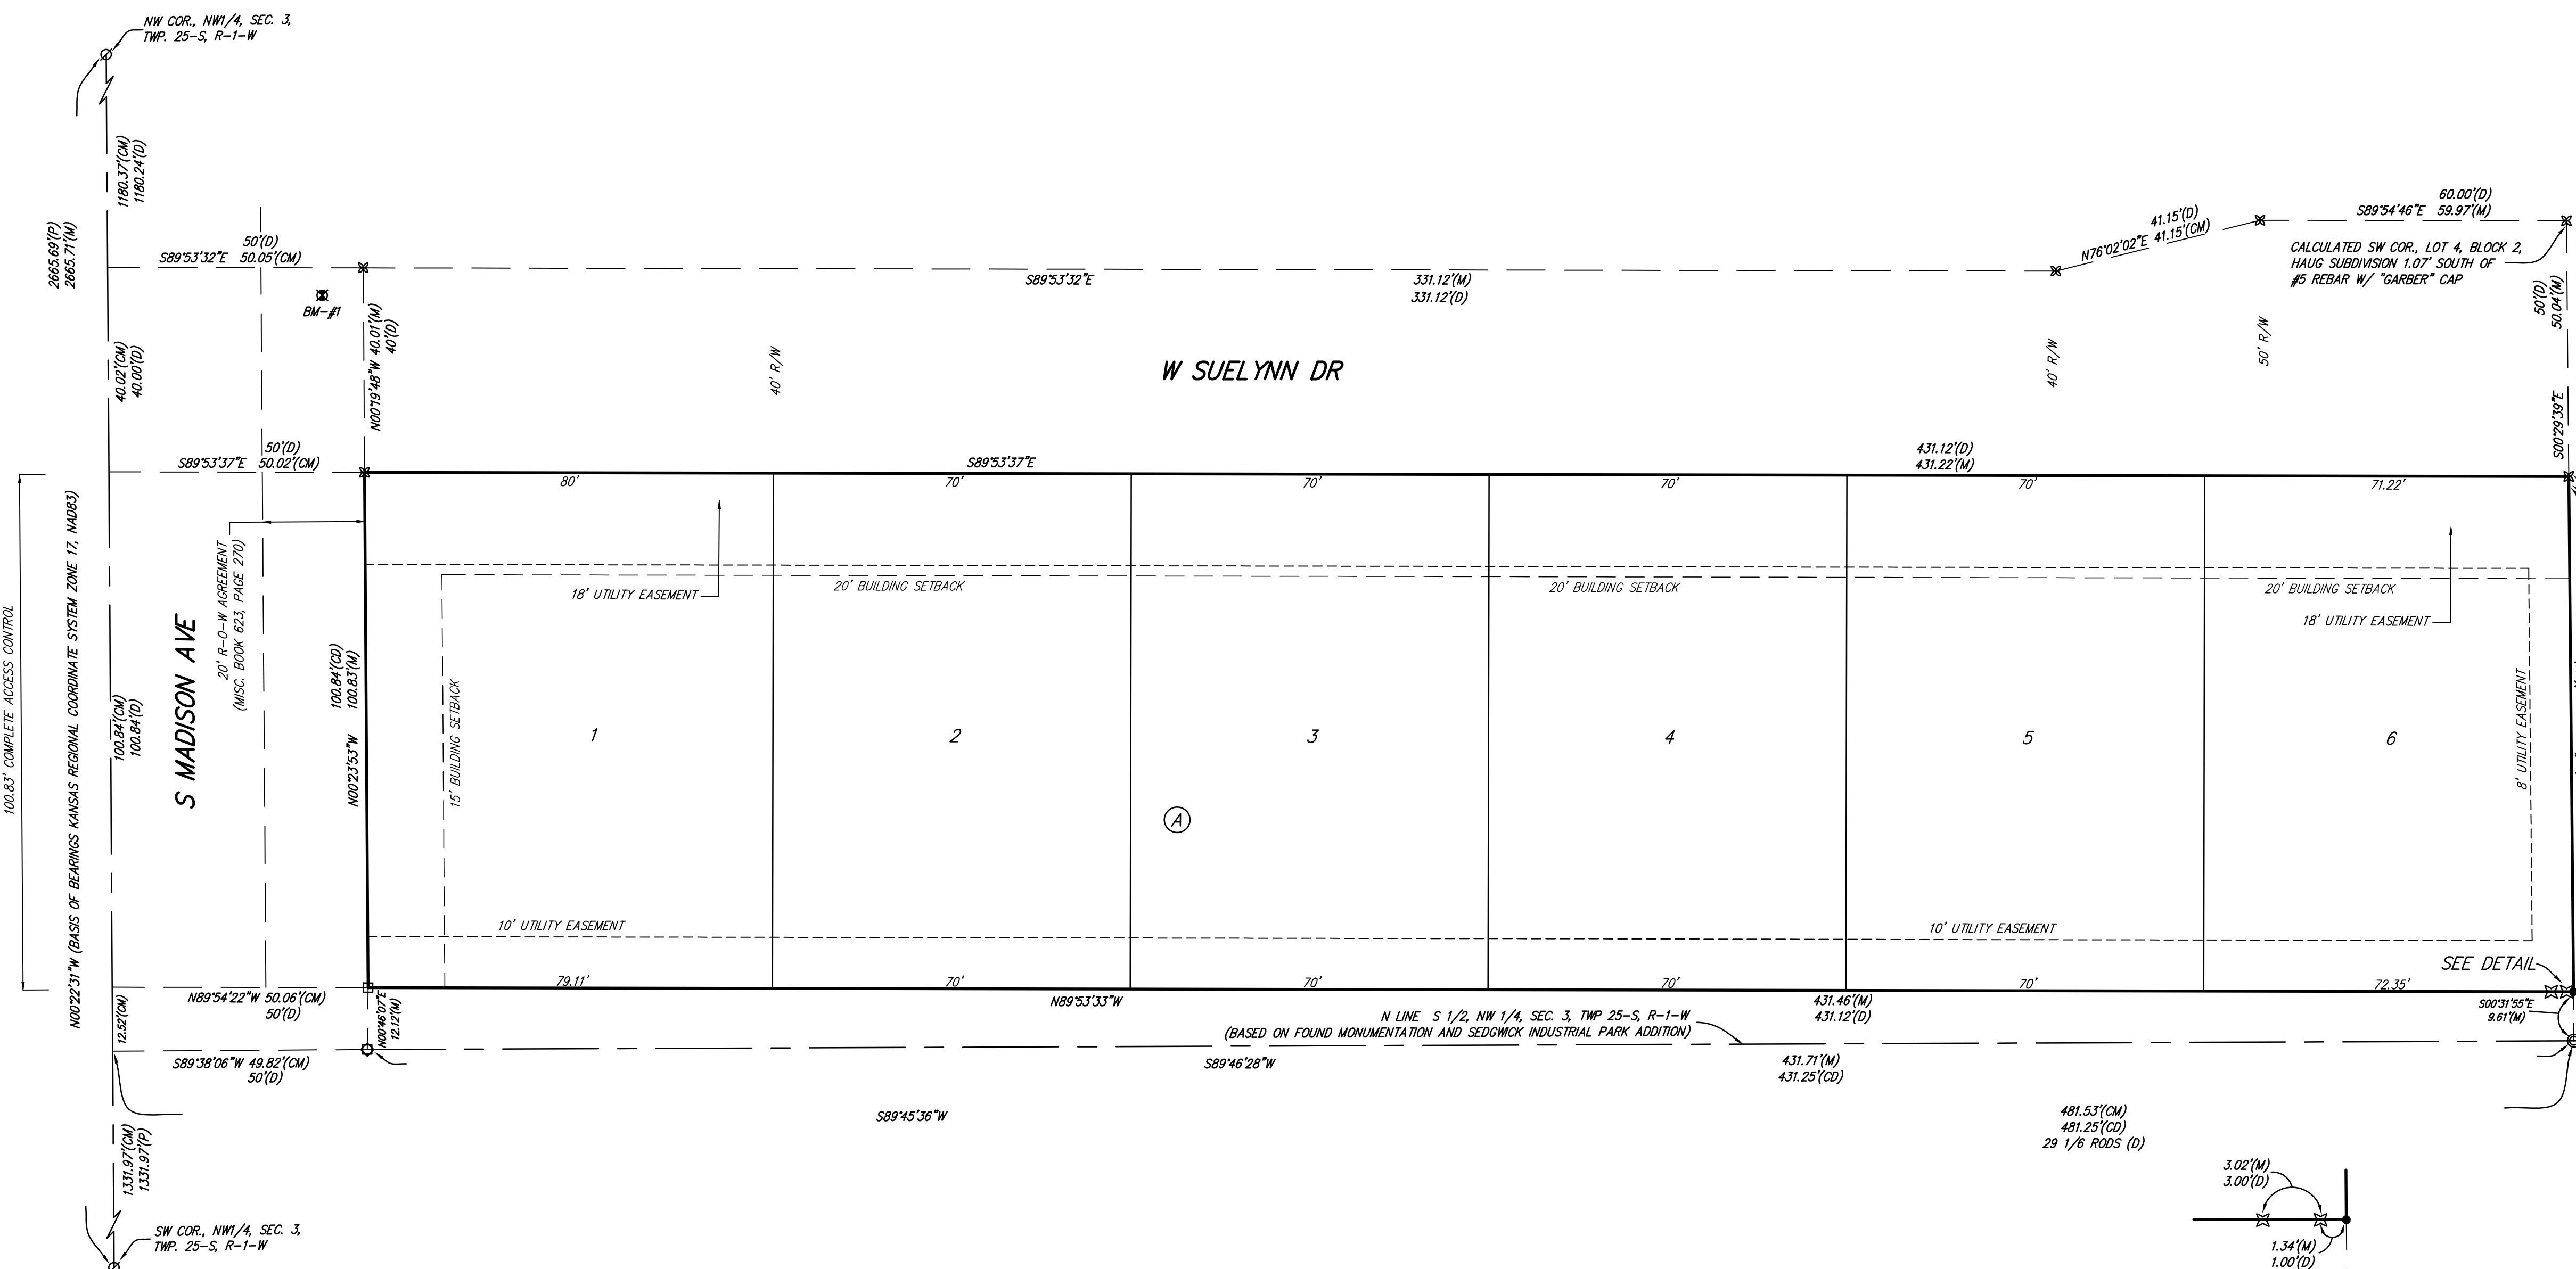 NW COR., NW1/4, SEC. 3,
TWP. 25-S, R-1-W
1180.37'(CM)
1180.24'(D)
2665.69'(P)
2665.71'(M)
50'(D)
S89°53'32"E 50.05'(CM)
BM-#1
S89°53'32"E
331.12'(M)
331.12'(D)
41.15'(D)
N76°02'02"E 41.15'(CM)
60.00'(D)
S89°54'46"E 59.97'(M)
CALCULATED SW COR., LOT 4, BLOCK 2,
HAUG SUBDIVISION 1.07' SOUTH OF
#5 REBAR W/ "GARBER" CAP
50'(D)
50.04'(M)
S00°29'39"E
40.02'(CM)
40.00'(D)
N00°19'48"W 40.01'(M)
40'(D)
40' R/W
W SUELYNN DR
40' R/W
50' R/W
50'(D)
S89°53'37"E 50.02'(CM)
S89°53'37"E
431.12'(D)
431.22'(M)
80'
70'
70'
70'
70'
71.22'
100.83' COMPLETE ACCESS CONTROL
N00°22'31"W (BASIS OF BEARINGS KANSAS REGIONAL COORDINATE SYSTEM ZONE 17, NAD83)
100.84'(CM)
100.84'(D)
S MADISON AVE
20' R-O-W AGREEMENT
(MISC. BOOK 623, PAGE 270)
100.84'(CD)
N00°23'53"W 100.83'(M)
15' BUILDING SETBACK
18' UTILITY EASEMENT
20' BUILDING SETBACK
20' BUILDING SETBACK
20' BUILDING SETBACK
18' UTILITY EASEMENT
8' UTILITY EASEMENT
1
2
3
4
5
6
A
10' UTILITY EASEMENT
10' UTILITY EASEMENT
SEE DETAIL
79.11'
70'
70'
70'
70'
72.35'
N89°54'22"W 50.06'(CM)
50'(D)
12.52'(CM)
N00°46'07"E
12.12'(M)
N89°53'33"W
431.46'(M)
431.12'(D)
S00°31'55"E
9.61'(M)
N LINE S 1/2, NW 1/4, SEC. 3, TWP 25-S, R-1-W
(BASED ON FOUND MONUMENTATION AND SEDGWICK INDUSTRIAL PARK ADDITION)
S89°38'06"W 49.82'(CM)
50'(D)
S89°46'28"W
431.71'(M)
431.25'(CD)
S89°45'36"W
481.53'(CM)
481.25'(CD)
29 1/6 RODS (D)
1331.97'(CM)
1331.97'(P)
SW COR., NW1/4, SEC. 3,
TWP. 25-S, R-1-W
3.02'(M)
3.00'(D)
1.34'(M)
1.00'(D)